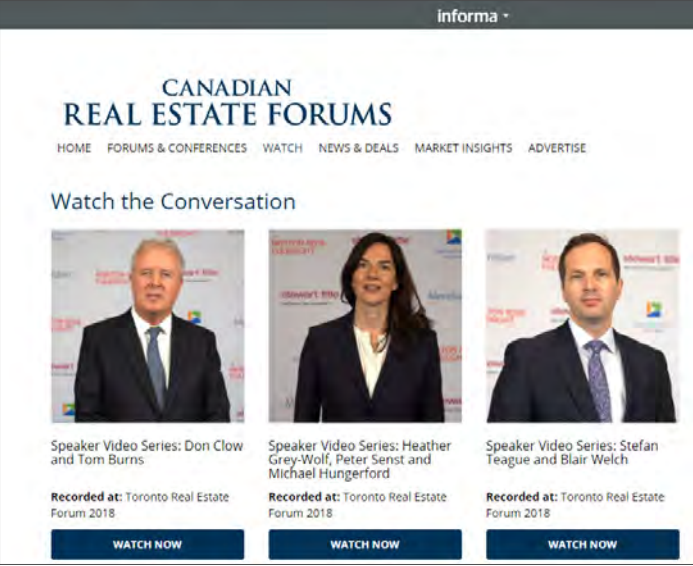 informa
CANADIAN
REAL ESTATE FORUMS
HOME FORUMS & CONFERENCES WATCH NEWS & DEALS MARKET INSIGHTS ADVERTISE
Watch the Conversation
stewart title
Speaker Video Series: Don Clow
and Tom Burns
Recorded at: Toronto Real Estate
Forum 2018
WATCH NOW
Speaker Video Series: Heather
Grey-Wolf, Peter Senst and
Michael Hungerford
Recorded at: Toronto Real Estate
Forum 2018
WATCH NOW
Speaker Video Series: Stefan
Teague and Blair Welch
Recorded at: Toronto Real Estate
Forum 2018
WATCH NOW